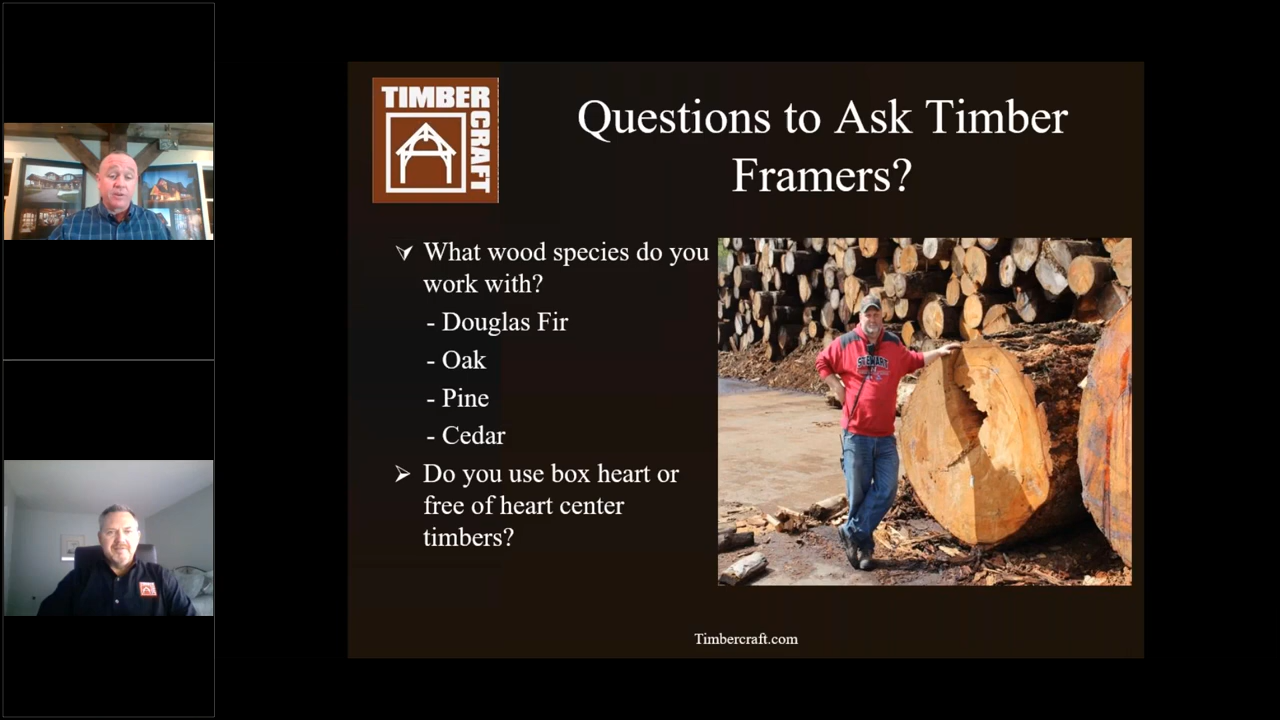 TIMBER
CRAFT
Questions to Ask Timber
Framers?
What wood species do you
work with?
- Douglas Fir
- Oak
- Pine
- Cedar
Do you use box heart or
free of heart center
timbers?
Timbercraft.com